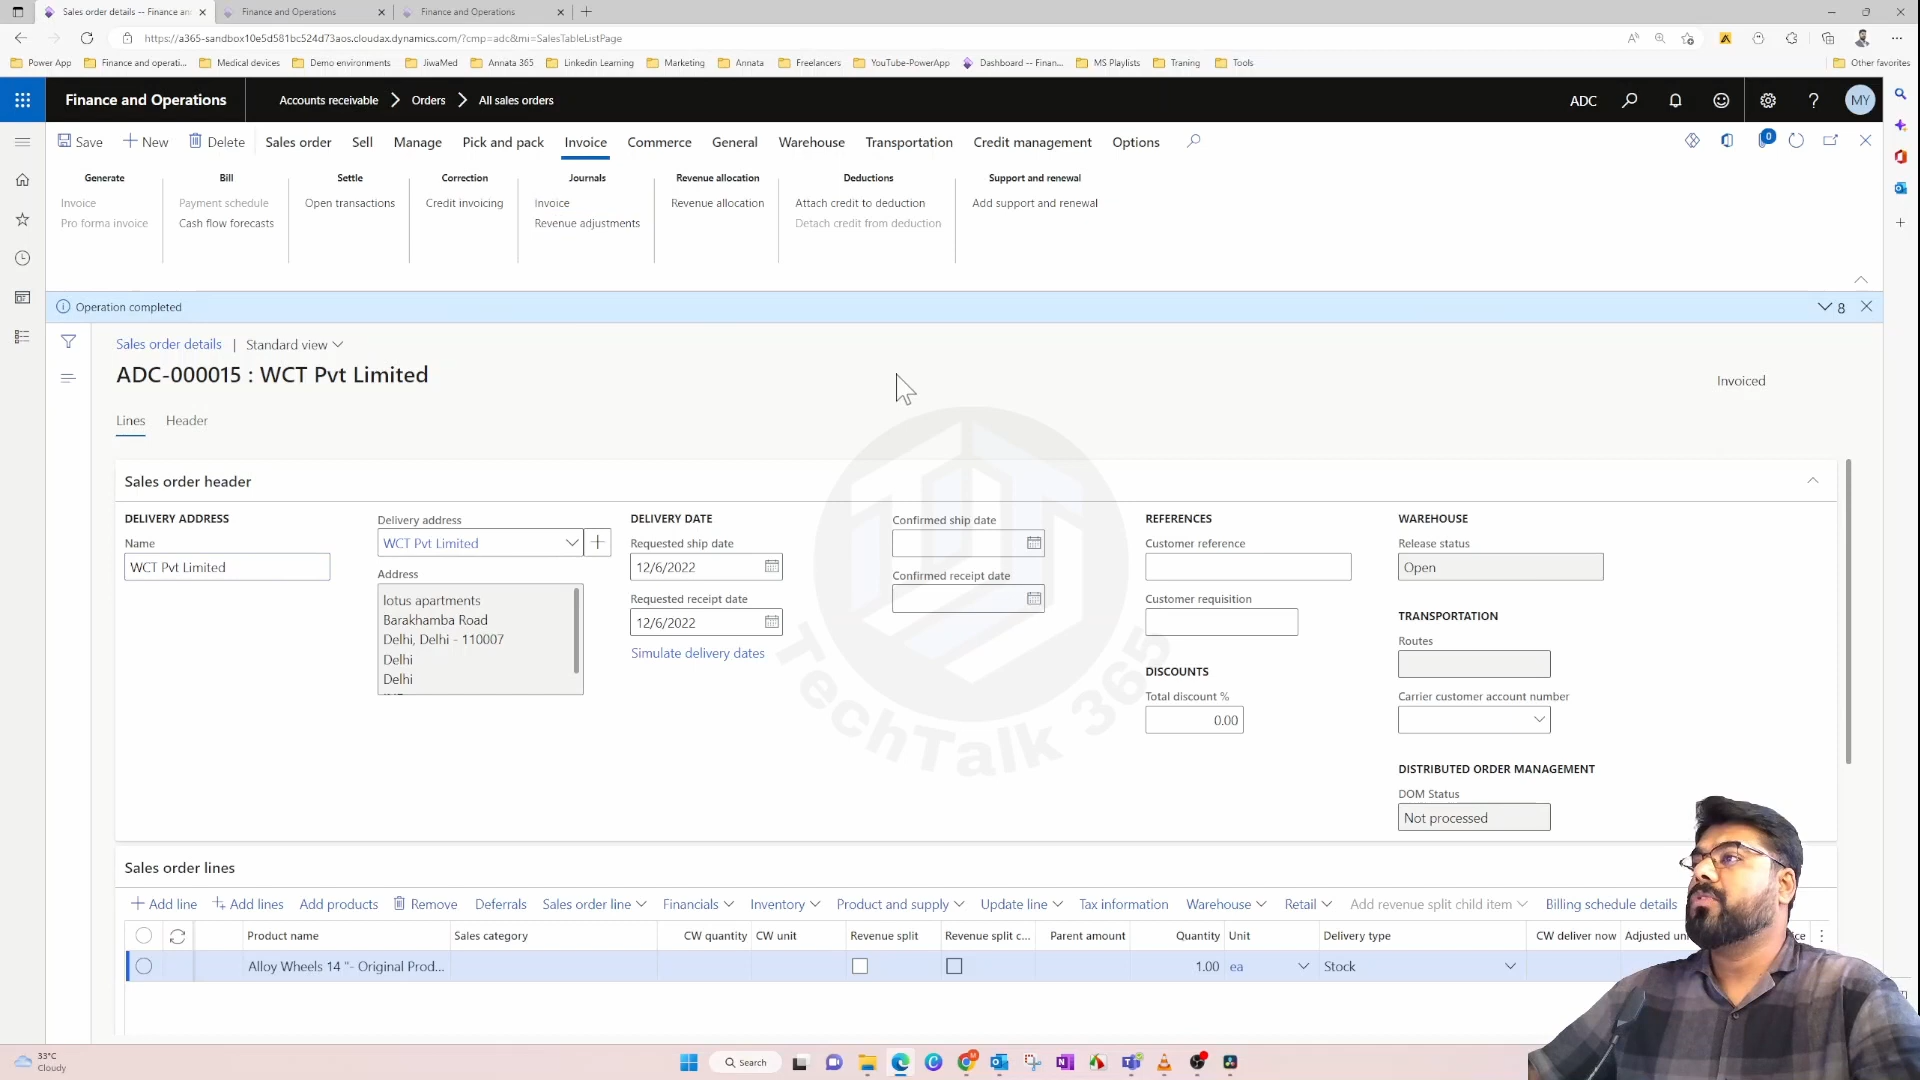 Sales order details -- Finance and
Finance and Operations
Finance and Operations
https://a365-sandbox10e5d581bc524d73aos.cloudax.dynamics.com/?cmp=adc&mi=SalesTableListPage
Power App
Finance and operati...
Medical devices
Demo environments
JiwaMed
Annata 365
Linkedin Learning
Marketing
Annata
Freelancers
YouTube-PowerApp
Dashboard -- Finan...
MS Playlists
Traning
Tools
Other favorites
Finance and Operations
Accounts receivable
Orders
All sales orders
ADC
?
MY
Save
New
Delete
Sales order
Sell
Manage
Pick and pack
Invoice
Commerce
General
Warehouse
Transportation
Credit management
Options
0
Generate
Invoice
Pro forma invoice
Bill
Payment schedule
Cash flow forecasts
Settle
Open transactions
Correction
Credit invoicing
Journals
Invoice
Revenue adjustments
Revenue allocation
Revenue allocation
Deductions
Attach credit to deduction
Detach credit from deduction
Support and renewal
Add support and renewal
Operation completed
8
Sales order details | Standard view
ADC-000015 : WCT Pvt Limited
Invoiced
Lines
Header
Sales order header
DELIVERY ADDRESS
Name
WCT Pvt Limited
Delivery address
WCT Pvt Limited
Address
lotus apartments
Barakhamba Road
Delhi, Delhi - 110007
Delhi
Delhi
DELIVERY DATE
Requested ship date
12/6/2022
Requested receipt date
12/6/2022
Simulate delivery dates
Confirmed ship date
Confirmed receipt date
REFERENCES
Customer reference
Customer requisition
DISCOUNTS
Total discount %
0.00
WAREHOUSE
Release status
Open
TRANSPORTATION
Routes
Carrier customer account number
DISTRIBUTED ORDER MANAGEMENT
DOM Status
Not processed
TechTalk 365
Sales order lines
Add line
Add lines
Add products
Remove
Deferrals
Sales order line
Financials
Inventory
Product and supply
Update line
Tax information
Warehouse
Retail
Add revenue split child item
Billing schedule details
Product name
Sales category
CW quantity
CW unit
Revenue split
Revenue split c...
Parent amount
Quantity
Unit
Delivery type
CW deliver now
Alloy Wheels 14 "- Original Prod...
1.00
ea
Stock
33°C
Cloudy
Search